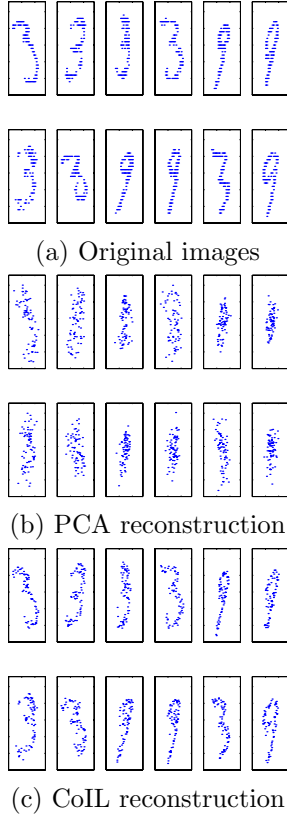 (a) Original images
(b) PCA reconstruction
(c) CoIL reconstruction